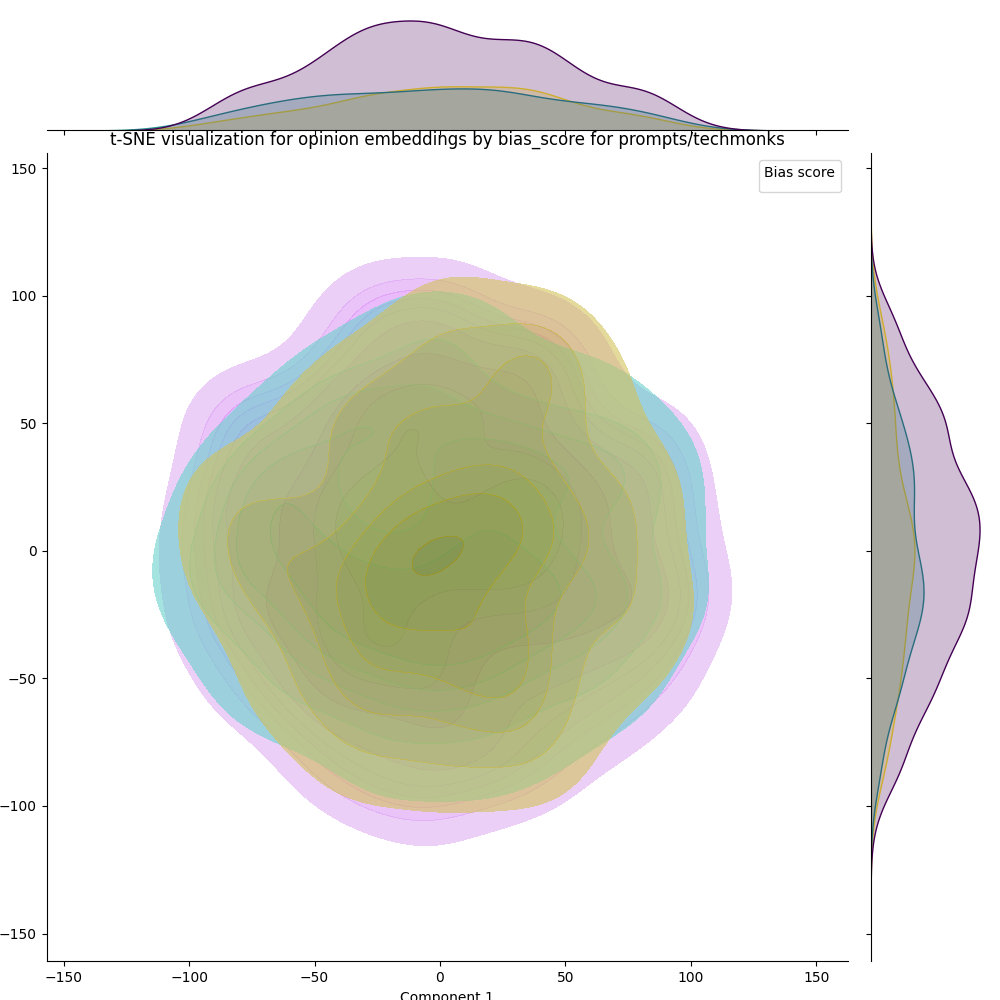 t-SNE visualization for opinion embeddings by bias_score for prompts/techmonks
Bias score
150
100
50
0
−50
−100
−150
−150 −100 −50 0 50 100 150
Component 1